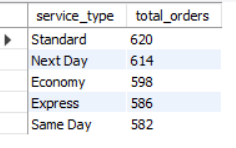 service_type total_orders
Standard 620
Next Day 614
Economy 598
Express 586
Same Day 582